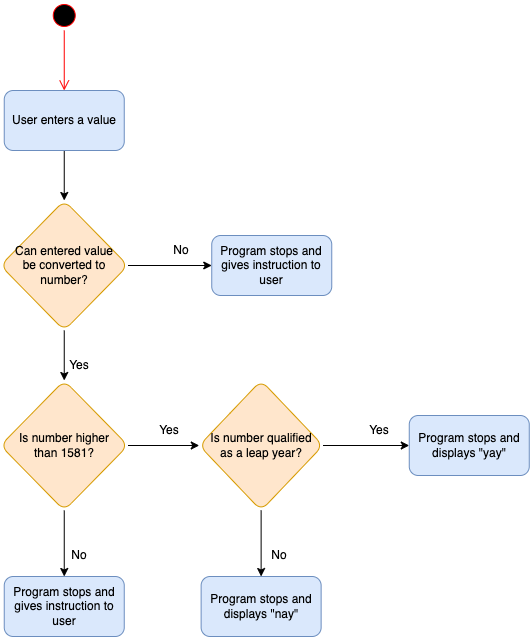 User enters a value
Can entered value
be converted to
number?
No
Program stops and
gives instruction to
user
Yes
Is number higher
than 1581?
Yes
Is number qualified
as a leap year?
Yes
Program stops and
displays "yay"
No
No
Program stops and
gives instruction to
user
Program stops and
displays "nay"